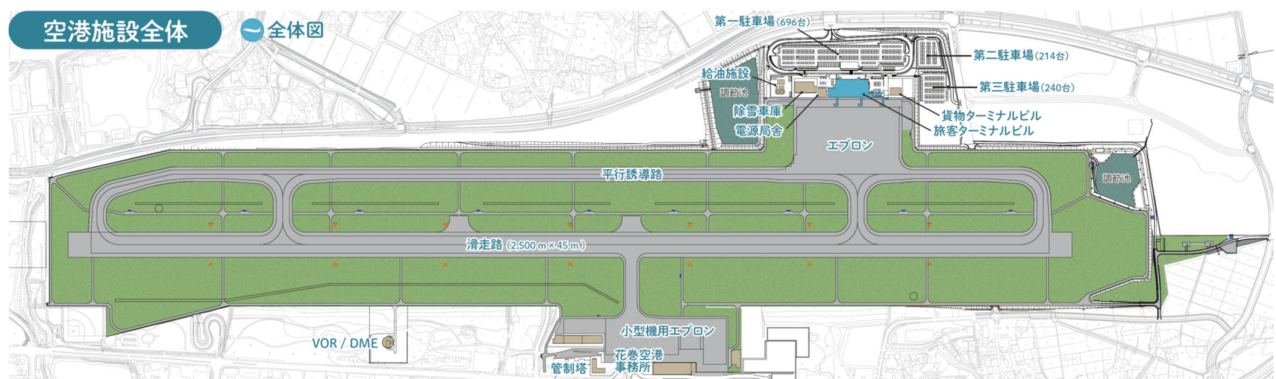 空港施設全体
全体図
第一駐車場(696台)
第二駐車場(214台)
給油施設
調節池
第三駐車場(240台)
除雪車庫
貨物ターミナルビル
電源局舎
旅客ターミナルビル
エプロン
平行誘導路
調節池
滑走路(2,500m×45m)
小型機用エプロン
VOR / DME
花巻空港
事務所
管制塔